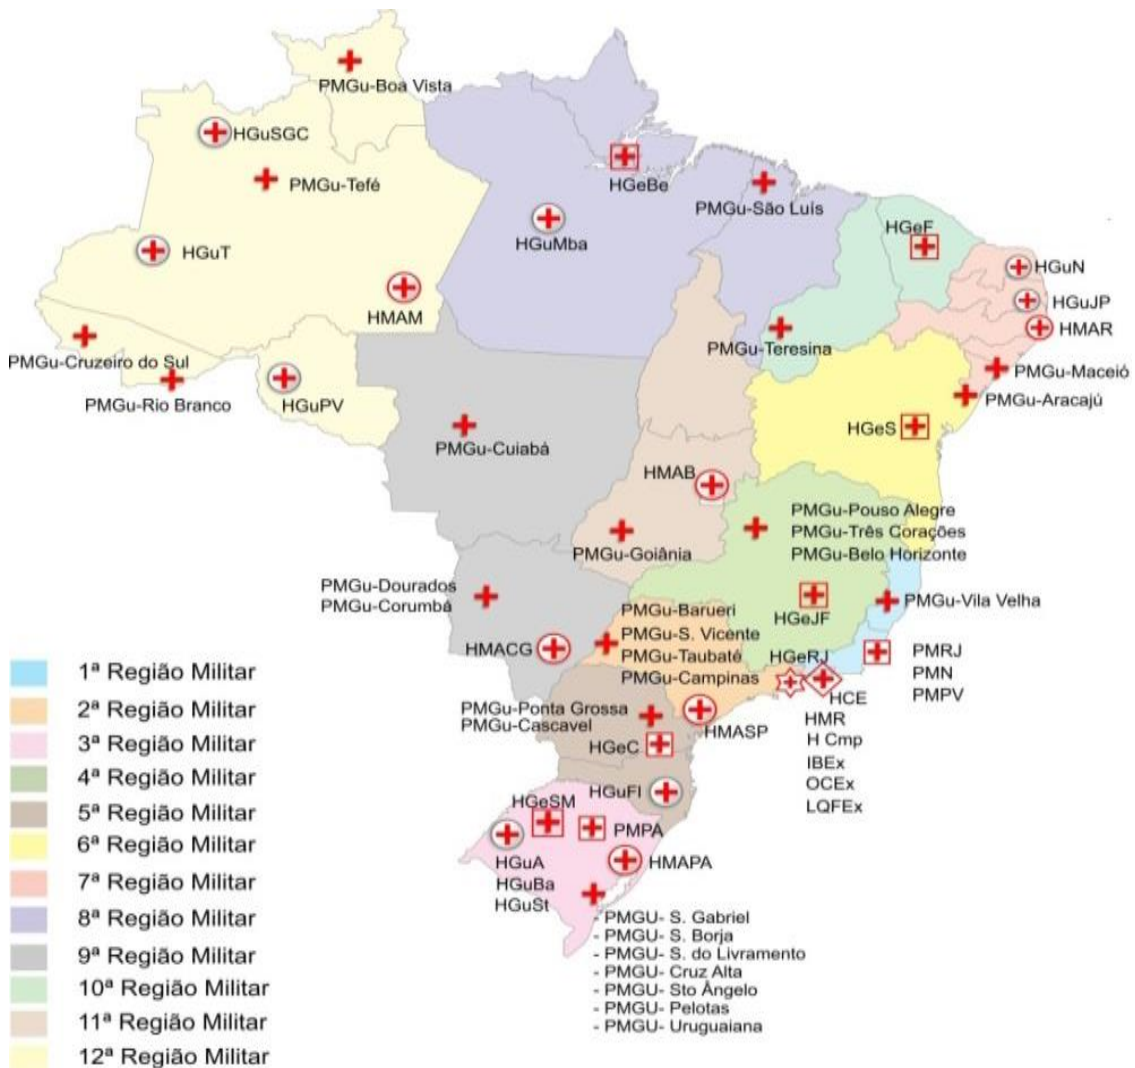 PMGu-Boa Vista
HGuSGC
PMGu-Tefé
HGeBe
PMGu-São Luís
HGuT
HGuMba
HGeF
HGuN
HGuJP
HMAM
HMAR
PMGu-Cruzeiro do Sul
PMGu-Teresina
PMGu-Maceió
PMGu-Rio Branco
HGuPV
PMGu-Aracajú
PMGu-Cuiabá
HGeS
HMAB
PMGu-Goiânia
PMGu-Pouso Alegre
PMGu-Três Corações
PMGu-Belo Horizonte
PMGu-Dourados
PMGu-Corumbá
PMGu-Vila Velha
HGeJF
PMGu-Barueri
PMGu-S. Vicente
PMGu-Taubaté
PMGu-Campinas
HMACG
HGeRJ
PMRJ
PMN
PMPV
HCE
HMR
H Cmp
IBEx
OCEx
LQFEx
PMGu-Ponta Grossa
PMGu-Cascavel
HMASP
HGeC
HGuFl
HGeSM
PMPA
HGuA
HGuBa
HGuSt
HMAPA
- PMGU- S. Gabriel
- PMGU- S. Borja
- PMGU- S. do Livramento
- PMGU- Cruz Alta
- PMGU- Sto Ângelo
- PMGU- Pelotas
- PMGU- Uruguaiana
1ª Região Militar
2ª Região Militar
3ª Região Militar
4ª Região Militar
5ª Região Militar
6ª Região Militar
7ª Região Militar
8ª Região Militar
9ª Região Militar
10ª Região Militar
11ª Região Militar
12ª Região Militar